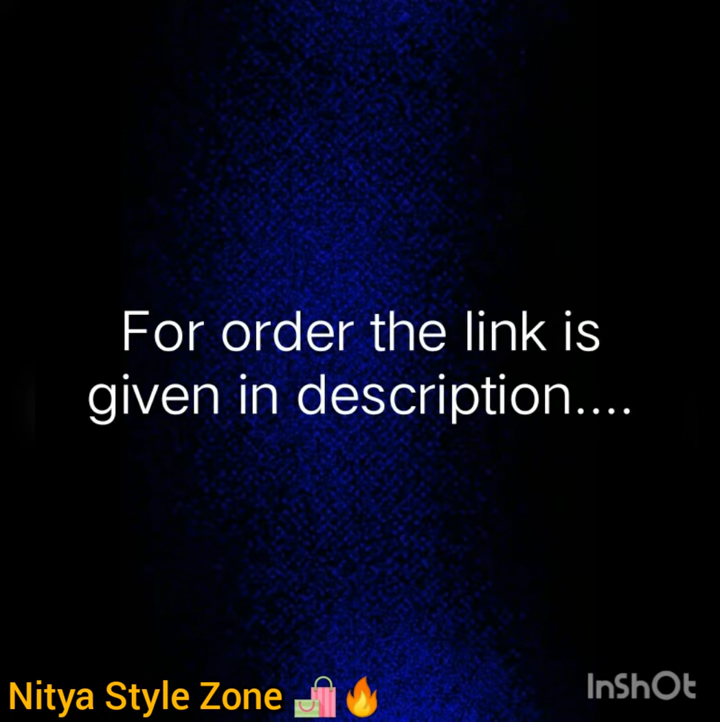 For order the link is
given in description....
Nitya Style Zone 🛍️🔥
InShOt